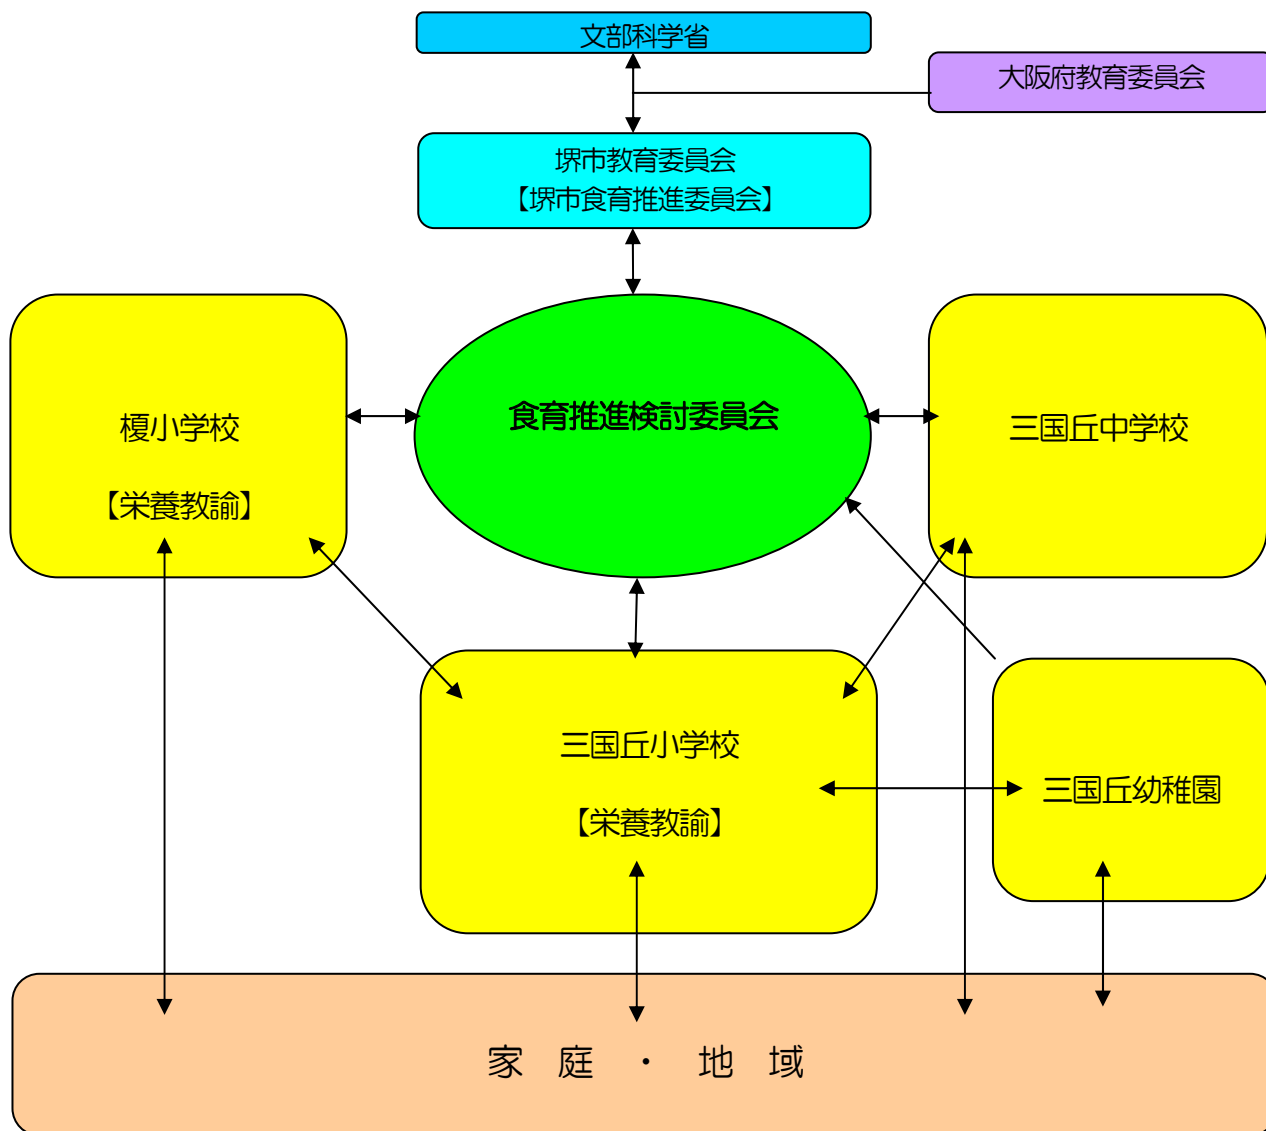 文部科学省
大阪府教育委員会
堺市教育委員会
【堺市食育推進委員会】
食育推進検討委員会
榎小学校
【栄養教諭】
三国丘中学校
三国丘小学校
【栄養教諭】
三国丘幼稚園
家 庭 ・ 地 域